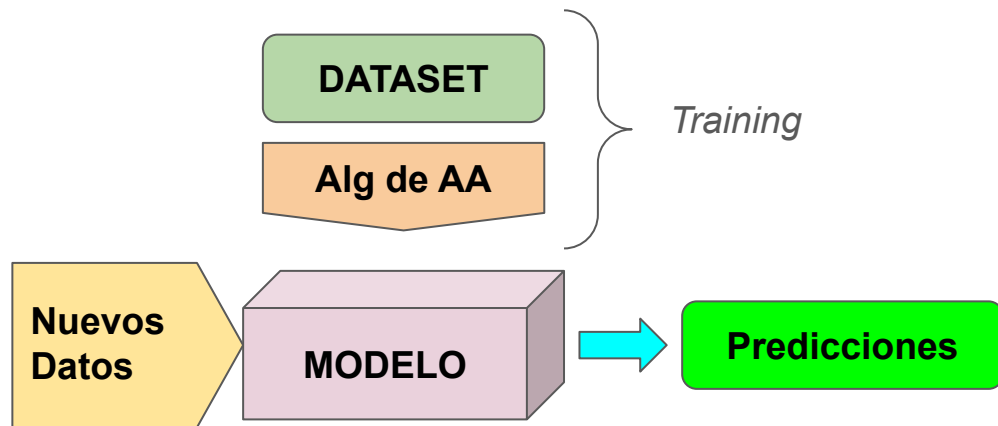 DATASET
Training
Alg de AA
Nuevos
Datos
MODELO
Predicciones